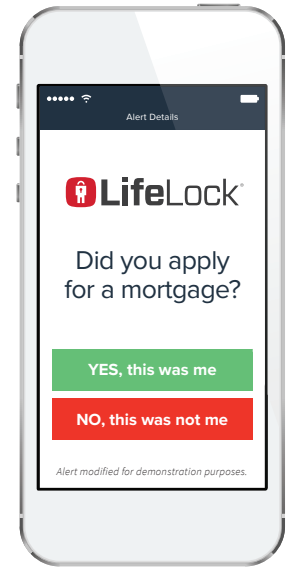 Alert Details
LifeLock
Did you apply
for a mortgage?
YES, this was me
NO, this was not me
Alert modified for demonstration purposes.